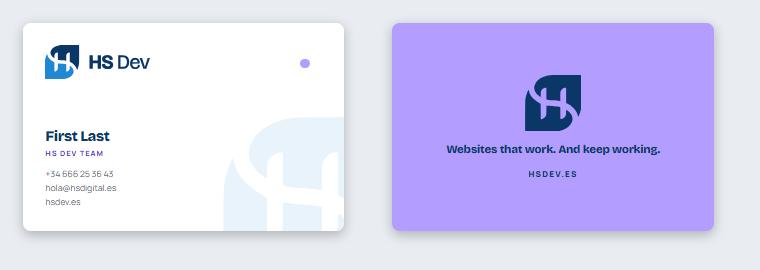 HS Dev
First Last
HS DEV TEAM
+34 666 25 36 43
hola@hsdigital.es
hsdev.es
Websites that work. And keep working.
HSDEV.ES